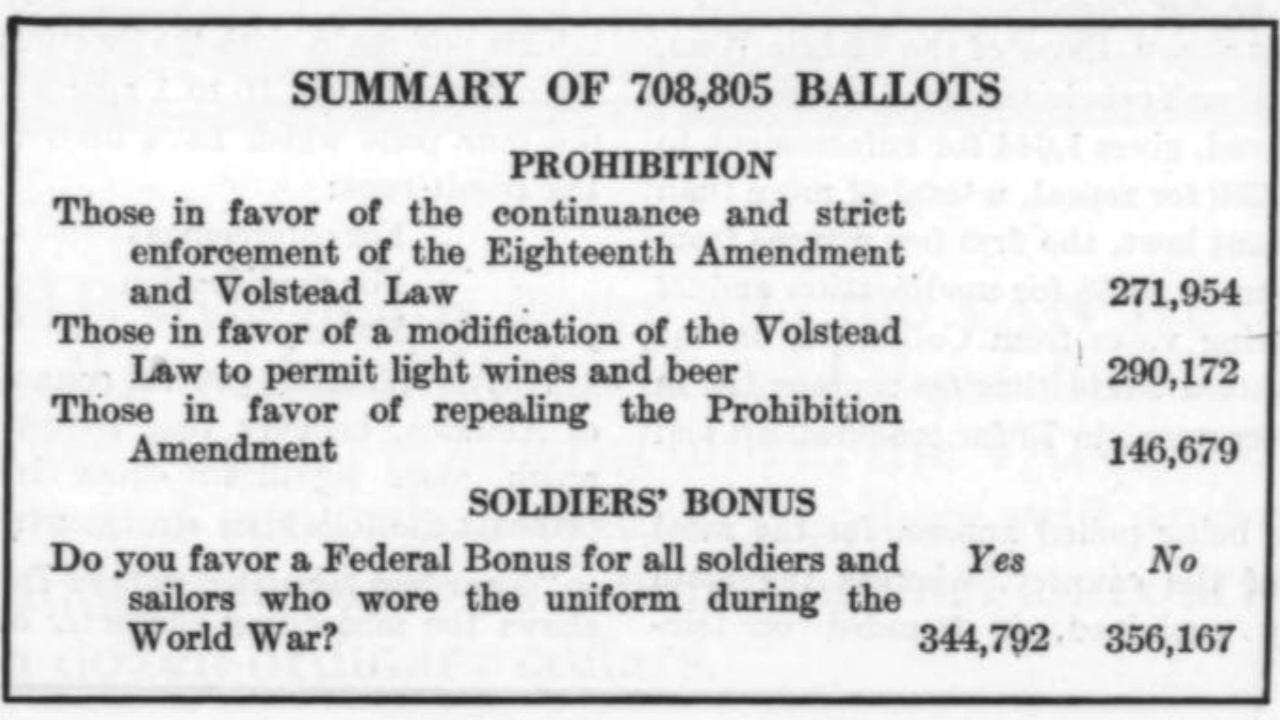 SUMMARY OF 708,805 BALLOTS
PROHIBITION
Those in favor of the continuance and strict
enforcement of the Eighteenth Amendment
and Volstead Law 271,954
Those in favor of a modification of the Volstead
Law to permit light wines and beer 290,172
Those in favor of repealing the Prohibition
Amendment 146,679
SOLDIERS' BONUS
Do you favor a Federal Bonus for all soldiers and Yes No
sailors who wore the uniform during the
World War? 344,792 356,167